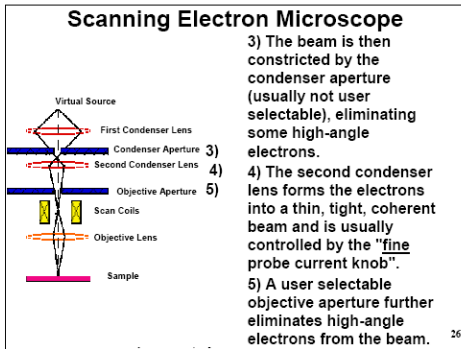 Scanning Electron Microscope
Virtual Source
First Condenser Lens
Condenser Aperture 3)
Second Condenser Lens 4)
Objective Aperture 5)
Scan Coils
Objective Lens
Sample
3) The beam is then
constricted by the
condenser aperture
(usually not user
selectable), eliminating
some high-angle
electrons.
4) The second condenser
lens forms the electrons
into a thin, tight, coherent
beam and is usually
controlled by the "fine
probe current knob".
5) A user selectable
objective aperture further
eliminates high-angle
electrons from the beam.
26